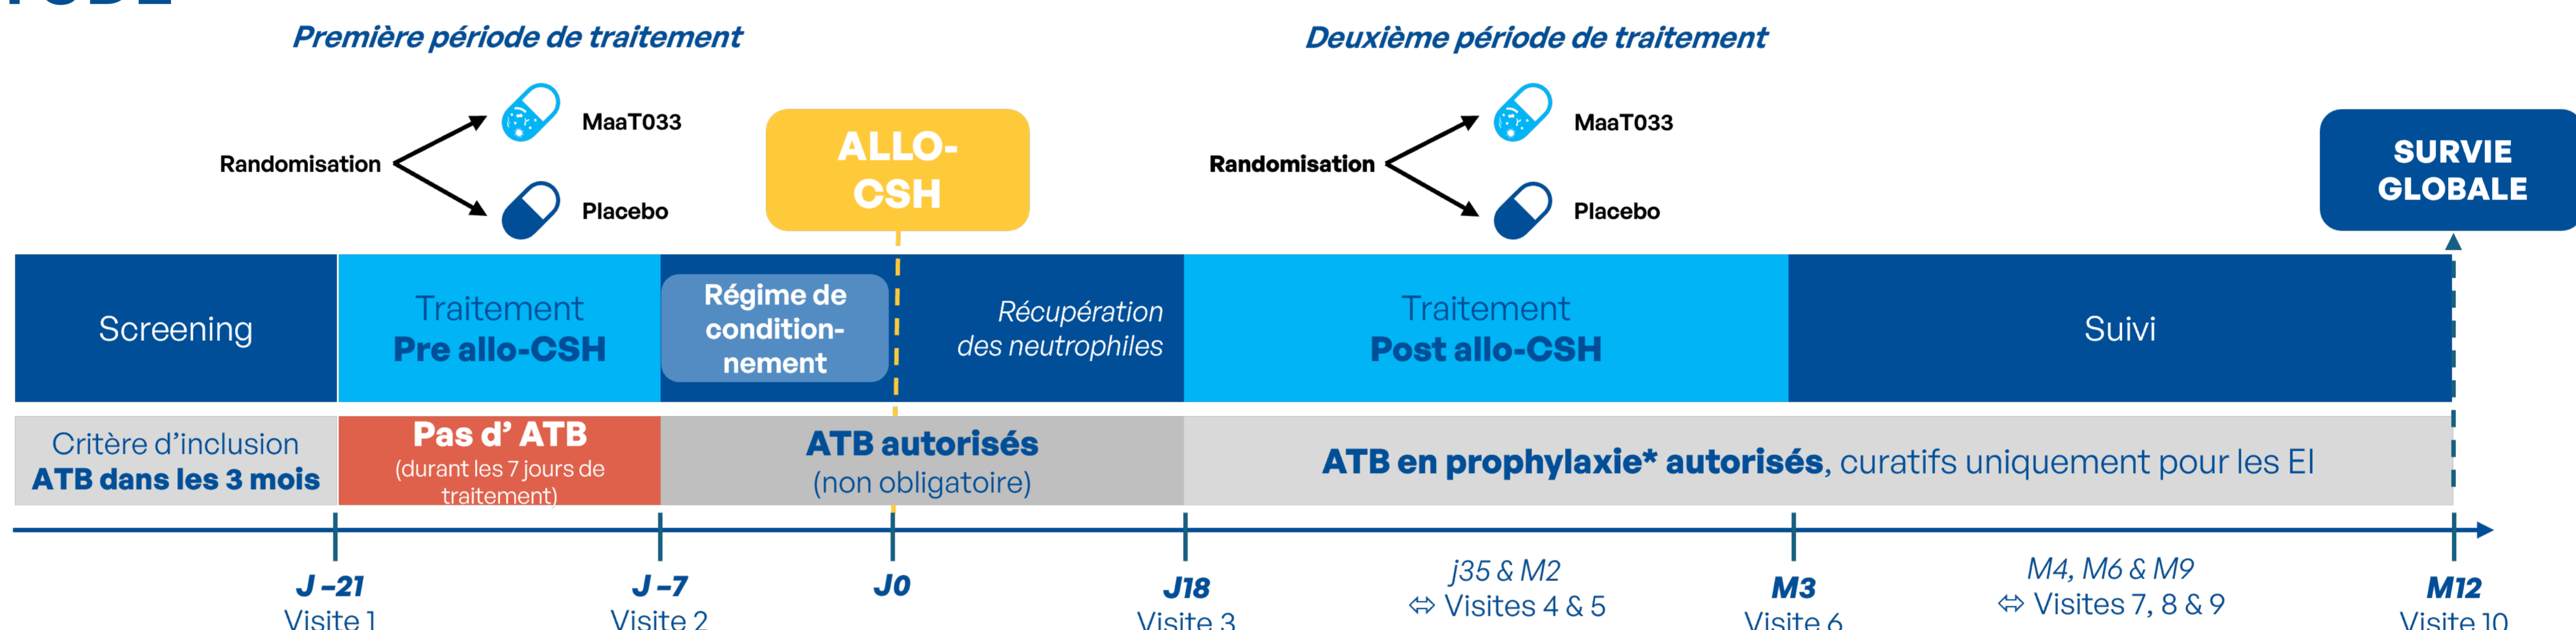 Première période de traitement
Deuxième période de traitement
Randomisation
MaaT033
Placebo
ALLO-
CSH
Randomisation
MaaT033
Placebo
SURVIE
GLOBALE
Screening
Traitement
Pre allo-CSH
Régime de
condition-
nement
Récupération
des neutrophiles
Traitement
Post allo-CSH
Suivi
Critère d'inclusion
ATB dans les 3 mois
Pas d' ATB
(durant les 7 jours de
traitement)
ATB autorisés
(non obligatoire)
ATB en prophylaxie* autorisés, curatifs uniquement pour les EI
J -21
Visite 1
J -7
Visite 2
J0
J18
Visite 3
j35 & M2
⇔ Visites 4 & 5
M3
Visite 6
M4, M6 & M9
⇔ Visites 7, 8 & 9
M12
Visite 10